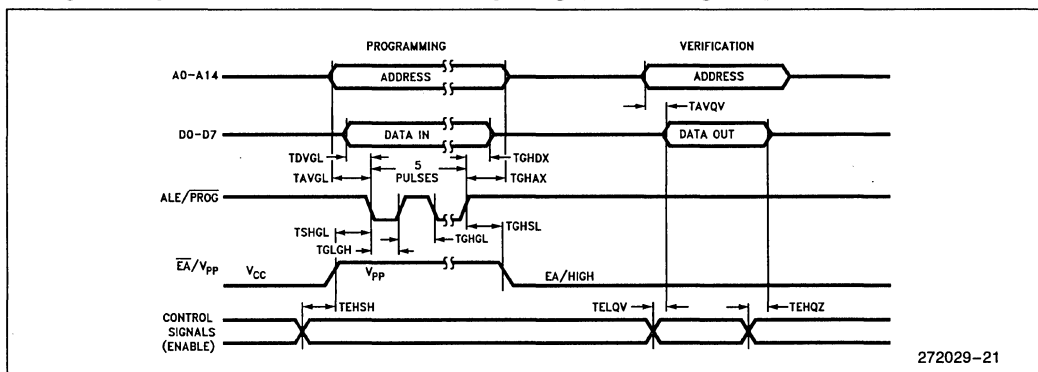 PROGRAMMING VERIFICATION
A0-A14 ADDRESS ADDRESS
TAVQV
D0-D7 DATA IN DATA OUT
TDVGL 5 TGHDX
TAVGL PULSES TGHAX
ALE/PROG
TSHGL TGHGL TGHSL
TGLGH
EA/VPP VCC VPP EA/HIGH
TEHSH TELQV TEHQZ
CONTROL
SIGNALS
(ENABLE)
272029-21